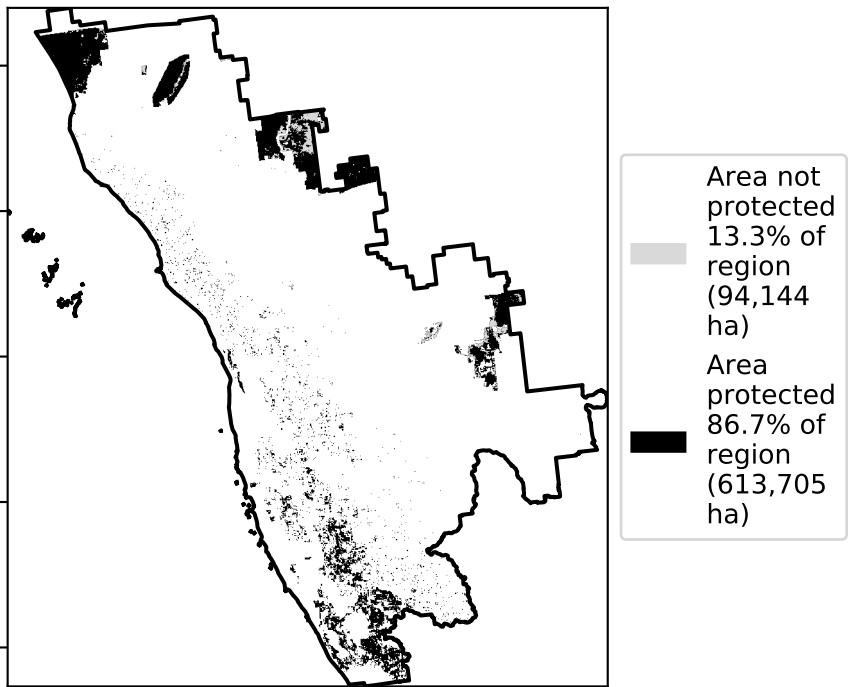 Area not
protected
13.3% of
region
(94,144
ha)
Area
protected
86.7% of
region
(613,705
ha)